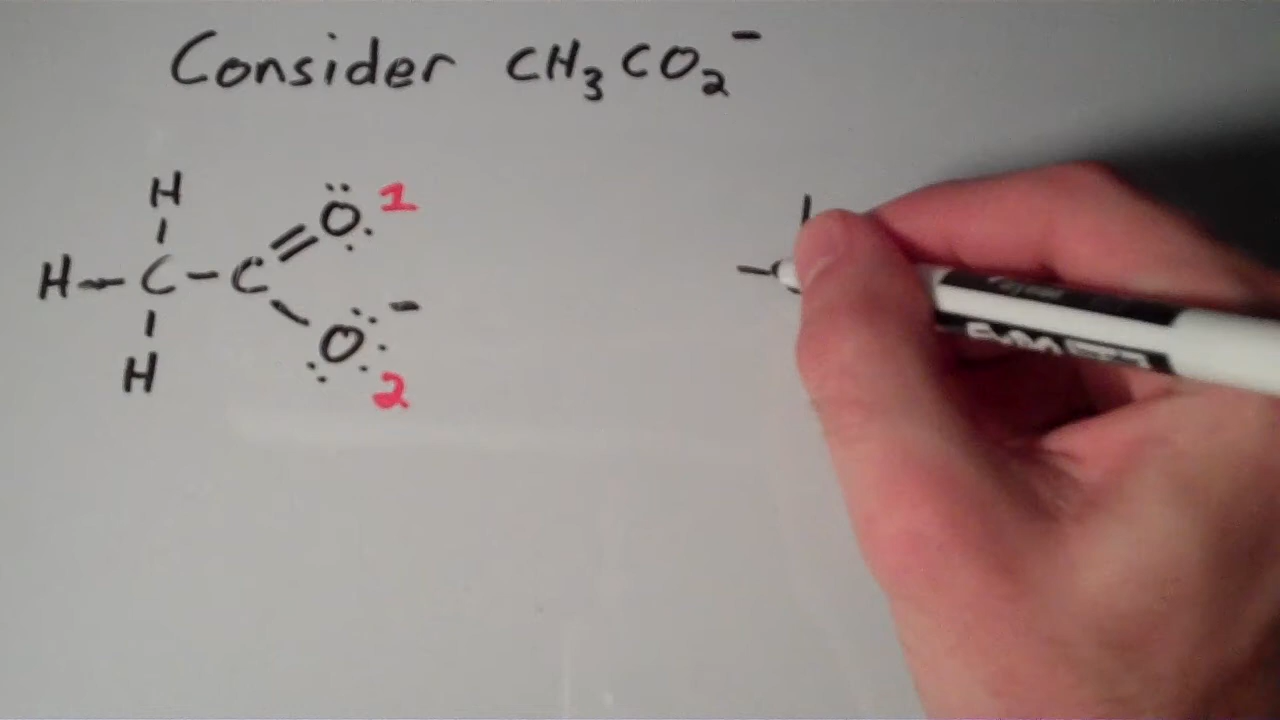 Consider CH₃CO₂⁻
H
O 1
H-C-C
O -
H
2